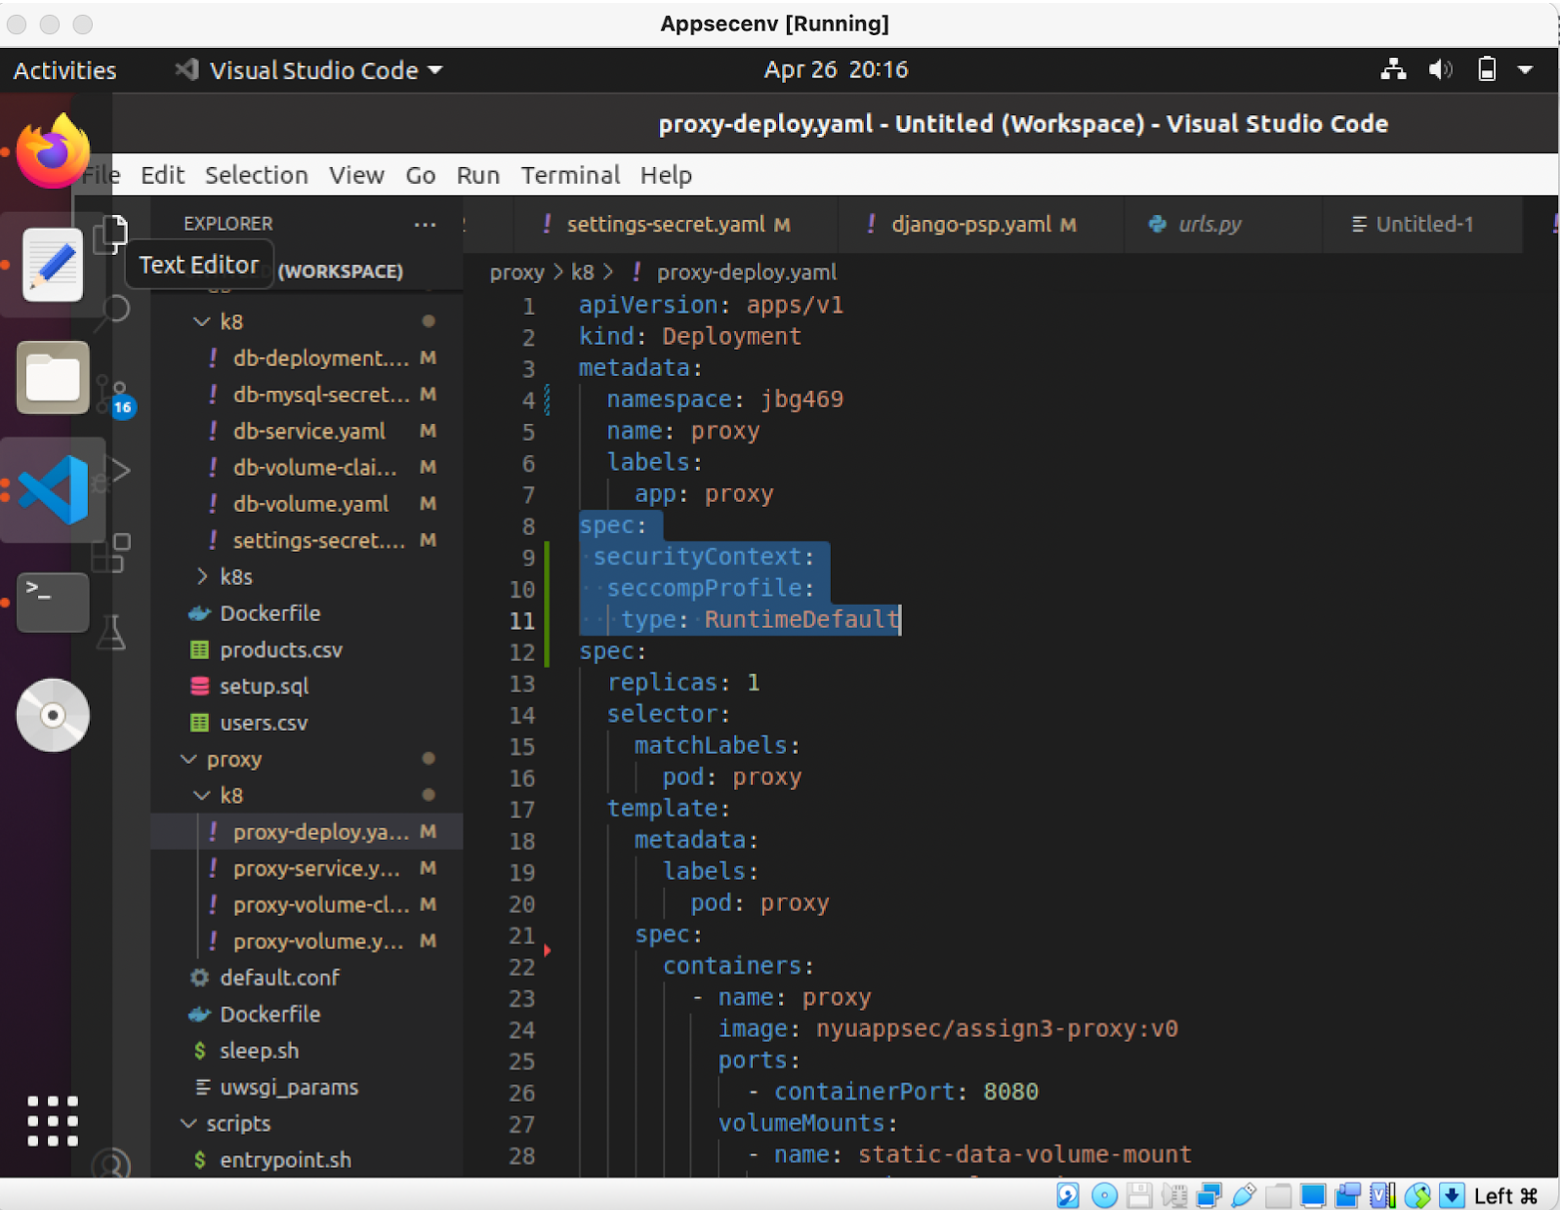 Appsecenv [Running]
Activities
Visual Studio Code
Apr 26 20:16
proxy-deploy.yaml - Untitled (Workspace) - Visual Studio Code
File Edit Selection View Go Run Terminal Help
EXPLORER
settings-secret.yaml M
django-psp.yaml M
urls.py
Untitled-1
Text Editor
(WORKSPACE)
proxy > k8 > ! proxy-deploy.yaml
k8
! db-deployment.... M
! db-mysql-secret... M
! db-service.yaml M
! db-volume-clai... M
! db-volume.yaml M
! settings-secret.... M
k8s
Dockerfile
products.csv
setup.sql
users.csv
proxy
k8
! proxy-deploy.ya... M
! proxy-service.y... M
! proxy-volume-cl... M
! proxy-volume.y... M
default.conf
Dockerfile
$ sleep.sh
uwsgi_params
scripts
$ entrypoint.sh
16
1 apiVersion: apps/v1
2 kind: Deployment
3 metadata:
4 namespace: jbg469
5 name: proxy
6 labels:
7 app: proxy
8 spec:
9 securityContext:
10 seccompProfile:
11 type: RuntimeDefault
12 spec:
13 replicas: 1
14 selector:
15 matchLabels:
16 pod: proxy
17 template:
18 metadata:
19 labels:
20 pod: proxy
21 spec:
22 containers:
23 - name: proxy
24 image: nyuappsec/assign3-proxy:v0
25 ports:
26 - containerPort: 8080
27 volumeMounts:
28 - name: static-data-volume-mount
Left ⌘